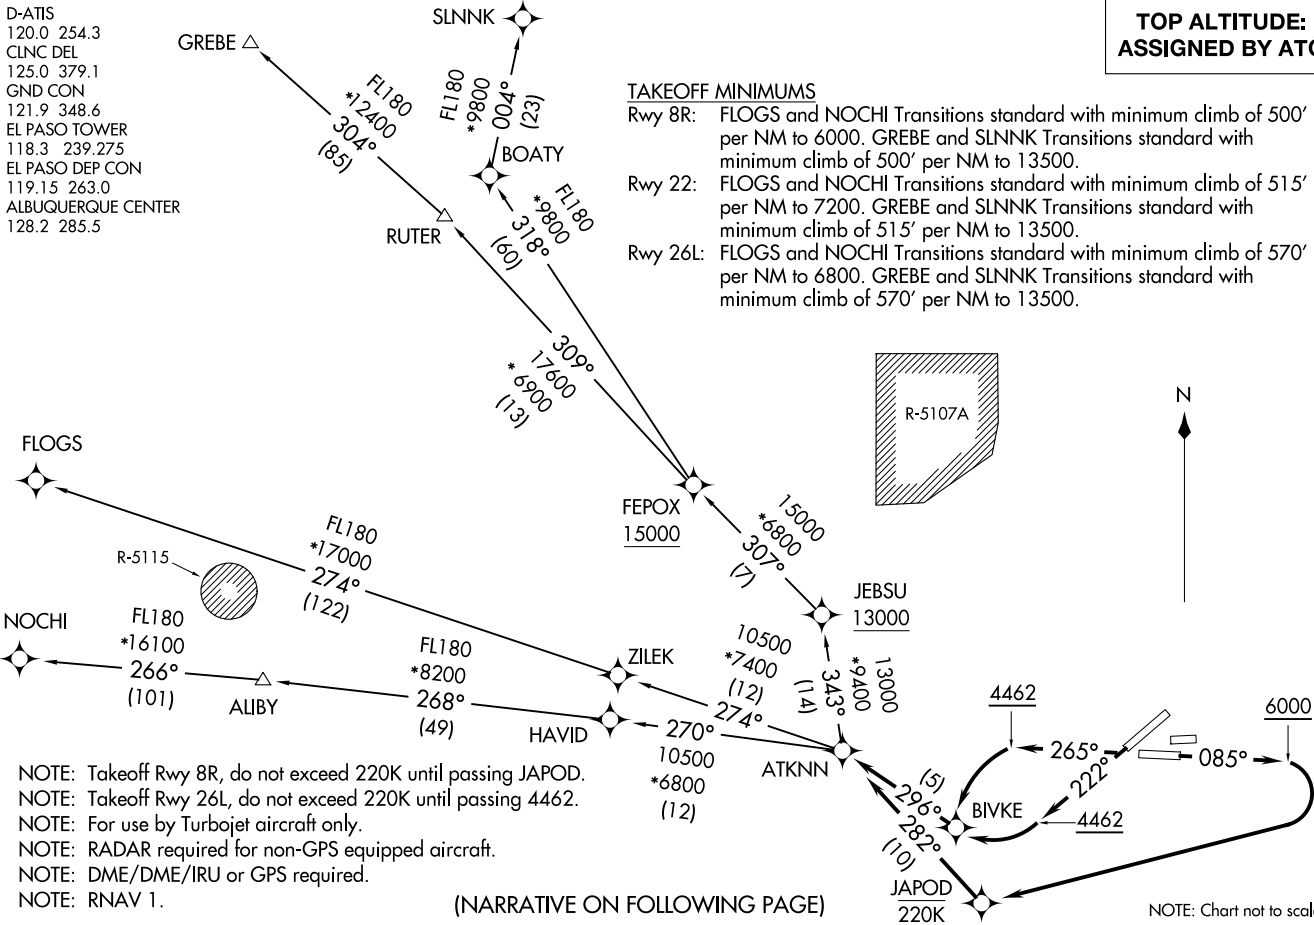 D-ATIS
120.0 254.3
CLNC DEL
125.0 379.1
GND CON
121.9 348.6
EL PASO TOWER
118.3 239.275
EL PASO DEP CON
119.15 263.0
ALBUQUERQUE CENTER
128.2 285.5
TOP ALTITUDE:
ASSIGNED BY ATC
TAKEOFF MINIMUMS
Rwy 8R: FLOGS and NOCHI Transitions standard with minimum climb of 500'
per NM to 6000. GREBE and SLNNK Transitions standard with
minimum climb of 500' per NM to 13500.
Rwy 22: FLOGS and NOCHI Transitions standard with minimum climb of 515'
per NM to 7200. GREBE and SLNNK Transitions standard with
minimum climb of 515' per NM to 13500.
Rwy 26L: FLOGS and NOCHI Transitions standard with minimum climb of 570'
per NM to 6800. GREBE and SLNNK Transitions standard with
minimum climb of 570' per NM to 13500.
SLNNK
GREBE
FL180
*12400
304°
(85)
FL180
*9800
004°
(23)
BOATY
FL180
*9800
318°
(60)
RUTER
309°
17600
*6900
(13)
R-5107A
N
FLOGS
FEPOX
15000
15000
*6800
307°
(7)
R-5115
FL180
*17000
274°
(122)
JEBSU
13000
NOCHI
FL180
*16100
266°
(101)
ALIBY
FL180
*8200
268°
(49)
ZILEK
HAVID
10500
*7400
(12)
274°
270°
10500
*6800
(12)
13000
*9400
343°
(14)
ATKNN
4462
265°
222°
085°
6000
4462
BIVKE
(5)
296°
282°
(10)
JAPOD
220K
NOTE: Takeoff Rwy 8R, do not exceed 220K until passing JAPOD.
NOTE: Takeoff Rwy 26L, do not exceed 220K until passing 4462.
NOTE: For use by Turbojet aircraft only.
NOTE: RADAR required for non-GPS equipped aircraft.
NOTE: DME/DME/IRU or GPS required.
NOTE: RNAV 1.
(NARRATIVE ON FOLLOWING PAGE)
NOTE: Chart not to scale